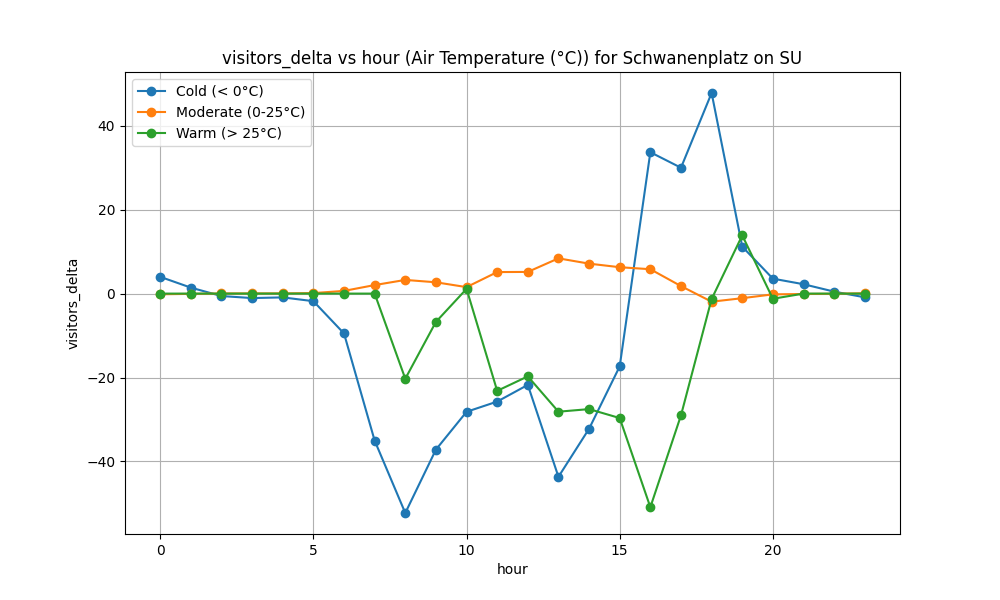 visitors_delta vs hour (Air Temperature (°C)) for Schwanenplatz on SU
Cold (< 0°C)
Moderate (0-25°C)
Warm (> 25°C)
40
20
0
−20
−40
visitors_delta
0 5 10 15 20
hour